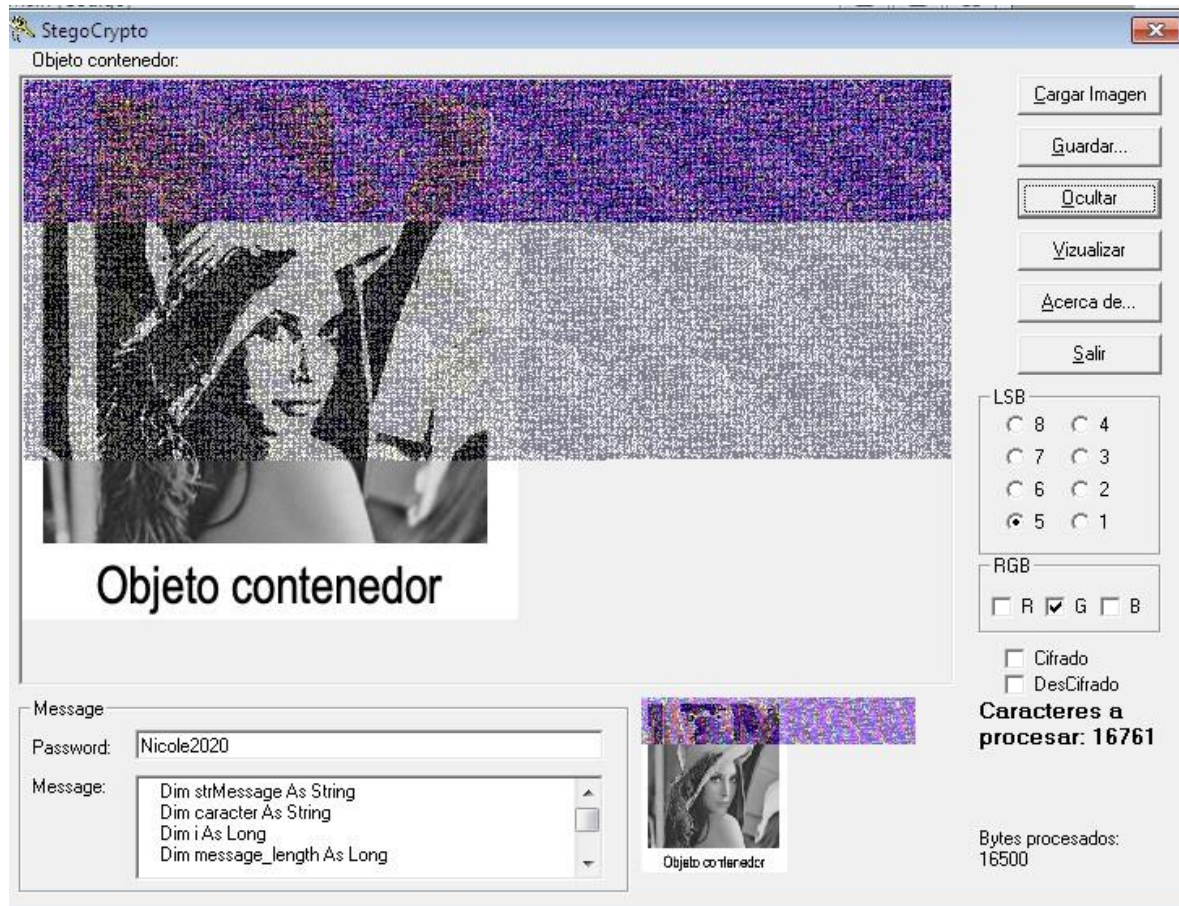 StegoCrypto
Objeto contenedor:
Cargar Imagen
Guardar...
Ocultar
Vizualizar
Acerca de...
Salir
LSB
8 4
7 3
6 2
5 1
RGB
R G B
Cifrado
DesCifrado
Caracteres a
procesar: 16761
Bytes procesados:
16500
Objeto contenedor
Message
Password: Nicole2020
Message: Dim strMessage As String
Dim caracter As String
Dim i As Long
Dim message_length As Long
Objeto contenedor